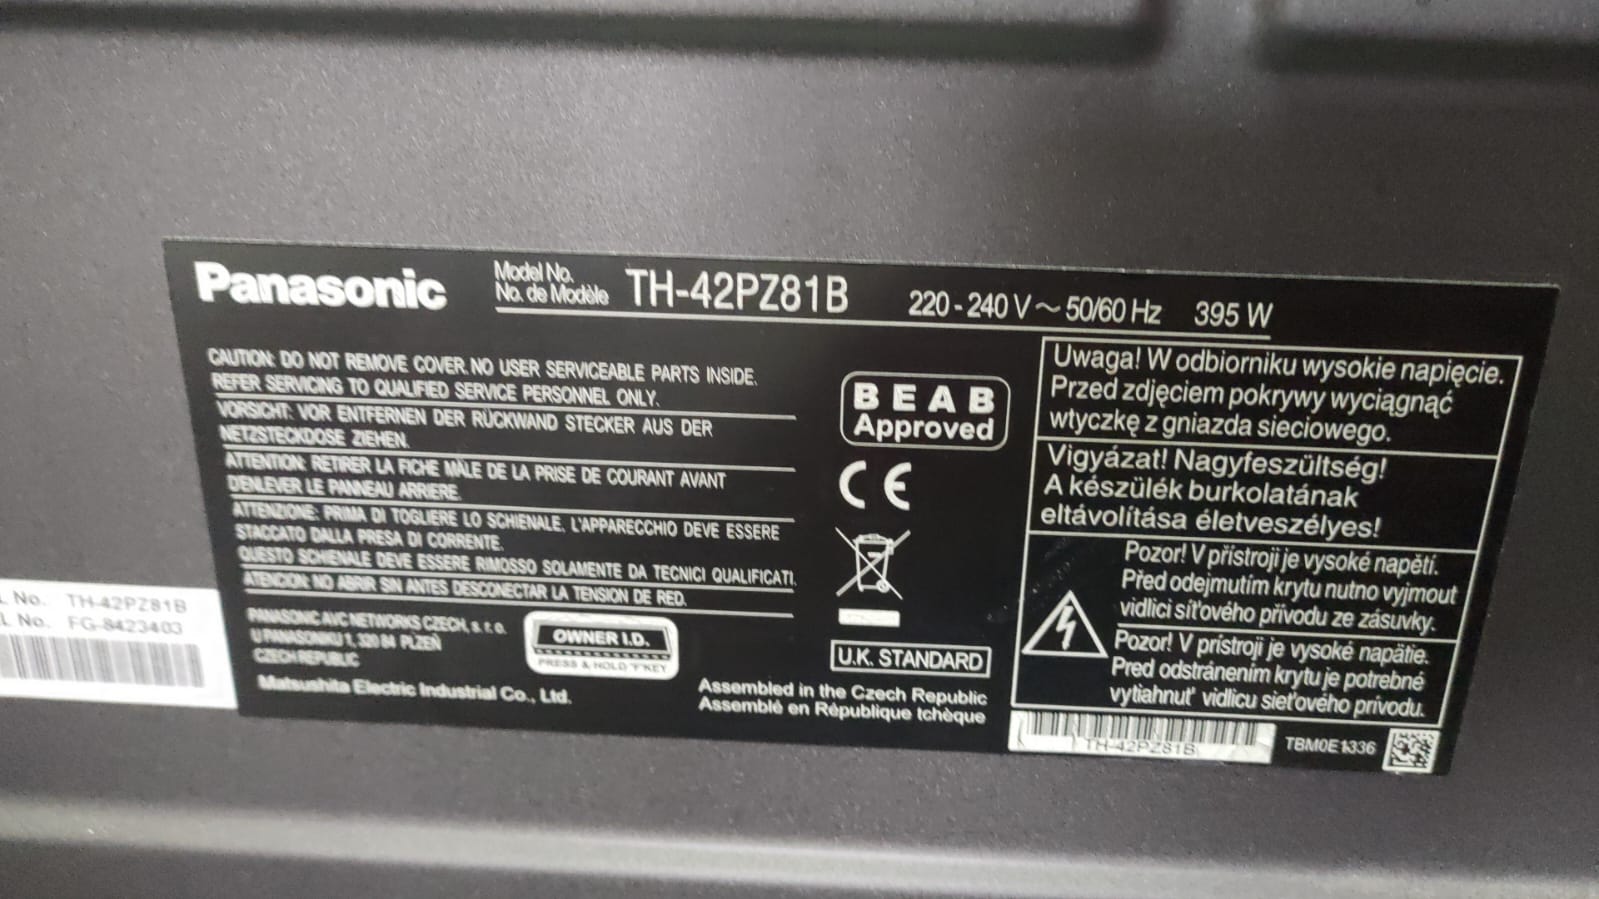 Panasonic
Model No.
No. de Modèle
TH-42PZ81B
220 - 240 V ~ 50/60 Hz 395 W
CAUTION: DO NOT REMOVE COVER. NO USER SERVICEABLE PARTS INSIDE.
REFER SERVICING TO QUALIFIED SERVICE PERSONNEL ONLY.
VORSICHT: VOR ENTFERNEN DER RÜCKWAND STECKER AUS DER
NETZSTECKDOSE ZIEHEN.
ATTENTION: RETIRER LA FICHE MÂLE DE LA PRISE DE COURANT AVANT
D'ENLEVER LE PANNEAU ARRIERE.
ATTENZIONE: PRIMA DI TOGLIERE LO SCHIENALE, L'APPARECCHIO DEVE ESSERE
STACCATO DALLA PRESA DI CORRENTE.
QUESTO SCHIENALE DEVE ESSERE RIMOSSO SOLAMENTE DA TECNICI QUALIFICATI.
ATENCION: NO ABRIR SIN ANTES DESCONECTAR LA TENSION DE RED.
PANASONIC AVC NETWORKS CZECH, s. r. o.
U PANASONIKU 1, 320 84 PLZEŇ
CZECH REPUBLIC
Matsushita Electric Industrial Co., Ltd.
OWNER I.D.
PRESS & HOLD "F" KEY
BEAB
Approved
CE
U.K. STANDARD
Assembled in the Czech Republic
Assemblé en République tchèque
Uwaga! W odbiorniku wysokie napięcie.
Przed zdjęciem pokrywy wyciągnąć
wtyczkę z gniazda sieciowego.
Vigyázat! Nagyfeszültség!
A készülék burkolatának
eltávolítása életveszélyes!
Pozor! V přístroji je vysoké napětí.
Před odejmutím krytu nutno vyjmout
vidlici síťového přívodu ze zásuvky.
Pozor! V prístroji je vysoké napätie.
Pred odstránením krytu je potrebné
vytiahnuť vidlicu sieťového prívodu.
TH-42PZ81B
TBM0E1336
L No. TH-42PZ81B
L No. FG-8423403